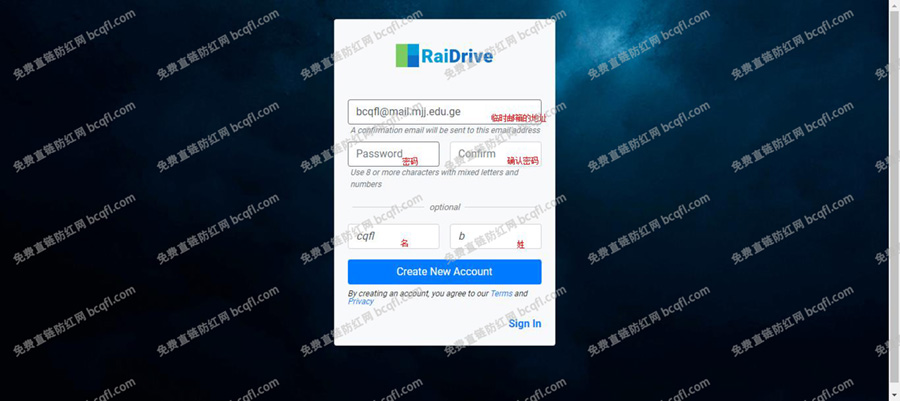 RaiDrive
bcqfl@mail.mjj.edu.ge
临时邮箱的地址
A confirmation email will be sent to this email address
Password
密码
Confirm
确认密码
Use 8 or more characters with mixed letters and
numbers
optional
cqfl
名
b
姓
Create New Account
By creating an account, you agree to our Terms and
Privacy
Sign In
免费直链防红网 bcqfl.com